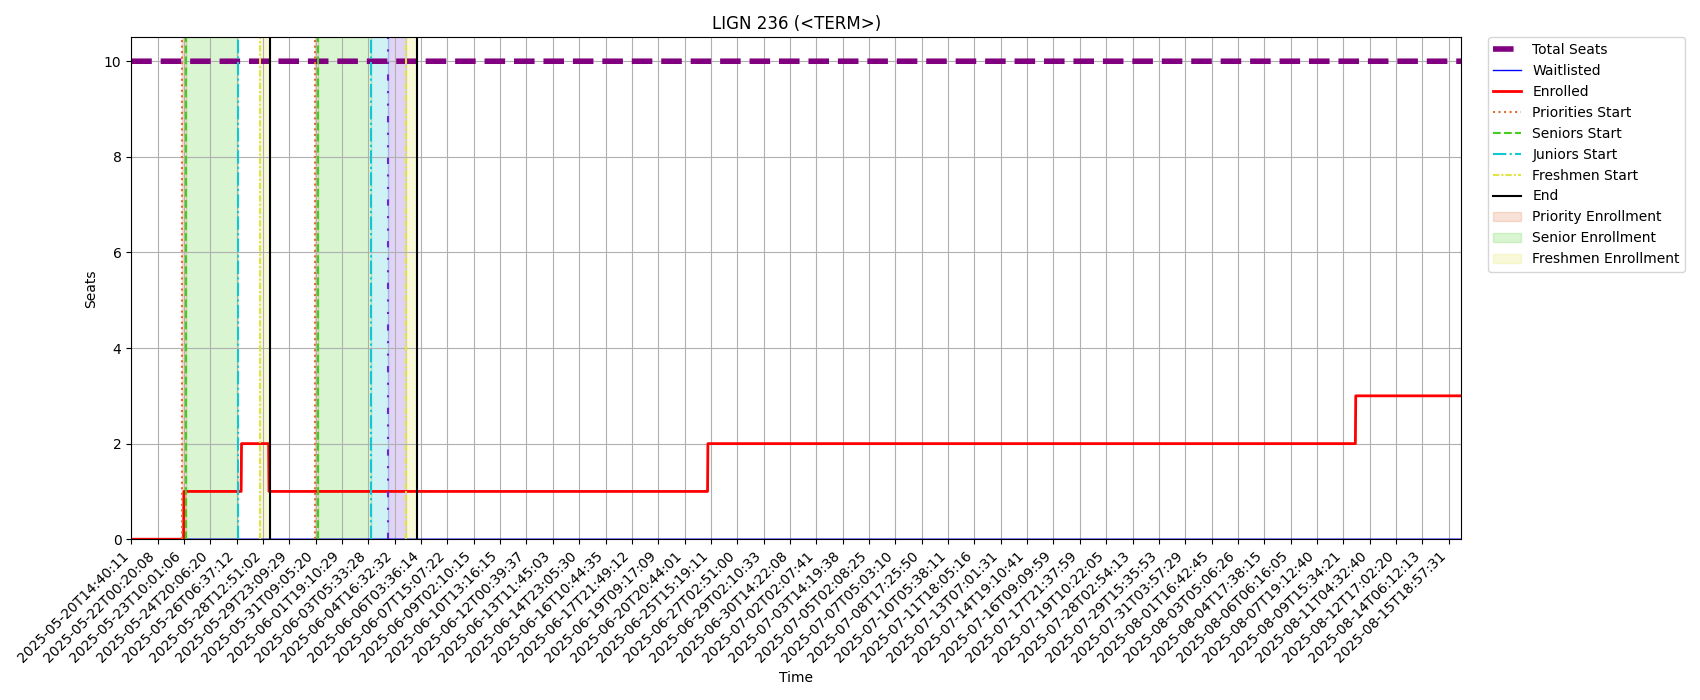 LIGN 236 (<TERM>)
Total Seats
Waitlisted
Enrolled
Priorities Start
Seniors Start
Juniors Start
Freshmen Start
End
Priority Enrollment
Senior Enrollment
Freshmen Enrollment
Seats
10
8
6
4
2
0
2025-05-20T14:40:11
2025-05-22T00:20:08
2025-05-23T10:01:06
2025-05-24T20:06:20
2025-05-26T06:37:12
2025-05-28T12:51:02
2025-05-29T23:09:29
2025-05-31T09:05:20
2025-06-01T19:10:29
2025-06-03T05:33:28
2025-06-04T16:32:32
2025-06-06T03:36:14
2025-06-07T15:07:22
2025-06-09T02:10:15
2025-06-10T13:16:15
2025-06-12T00:39:37
2025-06-13T11:45:03
2025-06-14T23:05:30
2025-06-16T10:44:35
2025-06-17T21:49:12
2025-06-19T09:17:09
2025-06-20T20:44:01
2025-06-25T15:19:11
2025-06-27T02:51:00
2025-06-29T02:10:33
2025-06-30T14:22:08
2025-07-02T02:07:41
2025-07-03T14:19:38
2025-07-05T02:08:25
2025-07-07T05:03:10
2025-07-08T17:25:50
2025-07-10T05:38:11
2025-07-11T18:05:16
2025-07-13T07:01:31
2025-07-14T19:10:41
2025-07-16T09:09:59
2025-07-17T21:37:59
2025-07-19T10:22:05
2025-07-28T02:54:13
2025-07-29T15:35:53
2025-07-31T03:57:29
2025-08-01T16:42:45
2025-08-03T05:06:26
2025-08-04T17:38:15
2025-08-06T06:16:05
2025-08-07T19:12:40
2025-08-09T15:34:21
2025-08-11T04:32:40
2025-08-12T17:02:20
2025-08-14T06:12:13
2025-08-15T18:57:31
Time